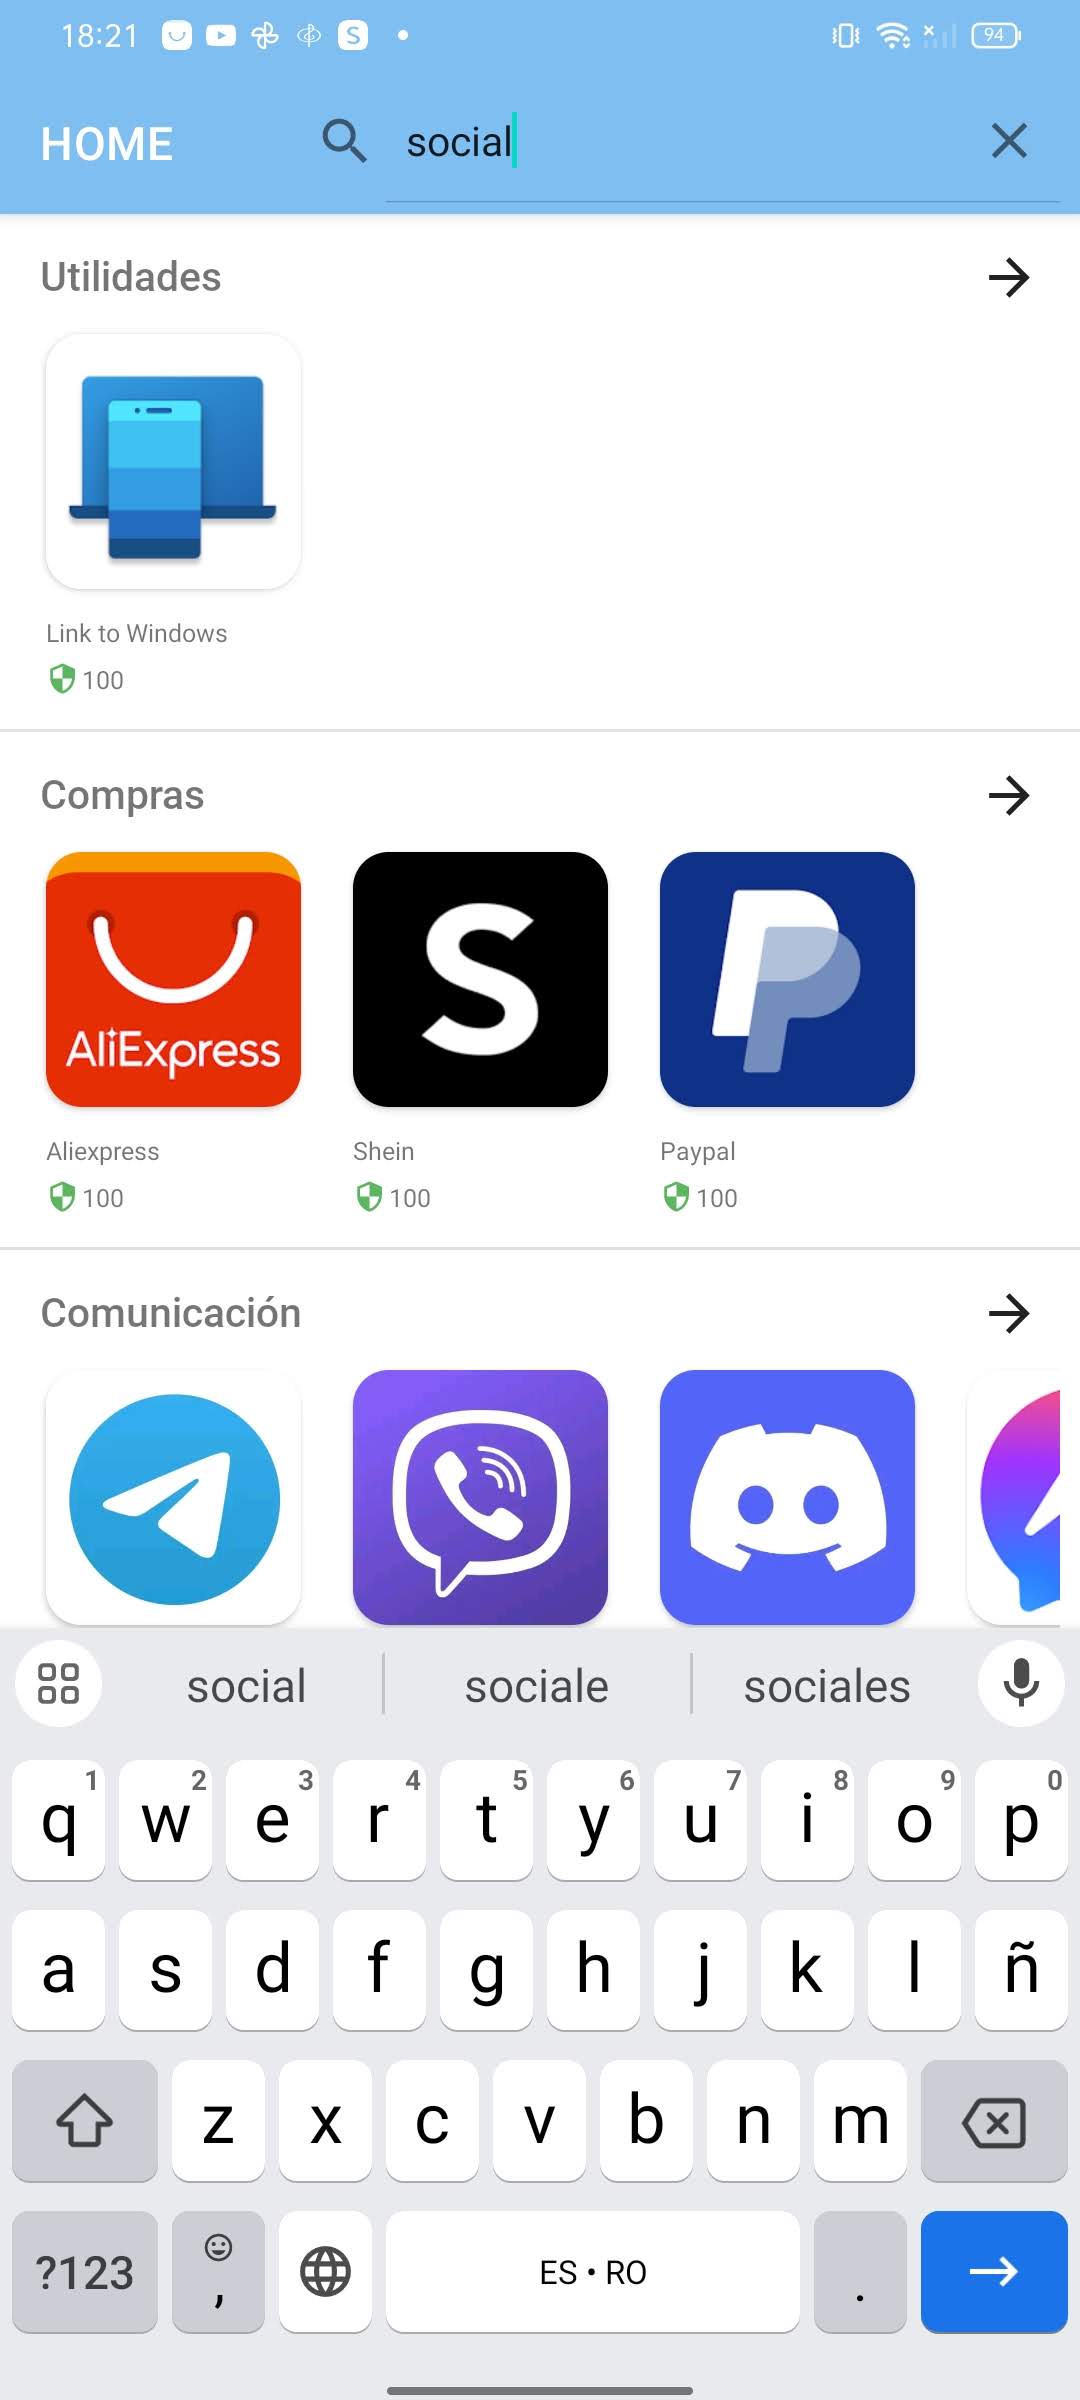 18:21
94
HOME
social
Utilidades
Link to Windows
100
Compras
AliExpress
S
Aliexpress
Shein
Paypal
100
100
100
Comunicación
social
sociale
sociales
1 2 3 4 5 6 7 8 9 0
q w e r t y u i o p
a s d f g h j k l ñ
z x c v b n m
?123
,
ES • RO
.